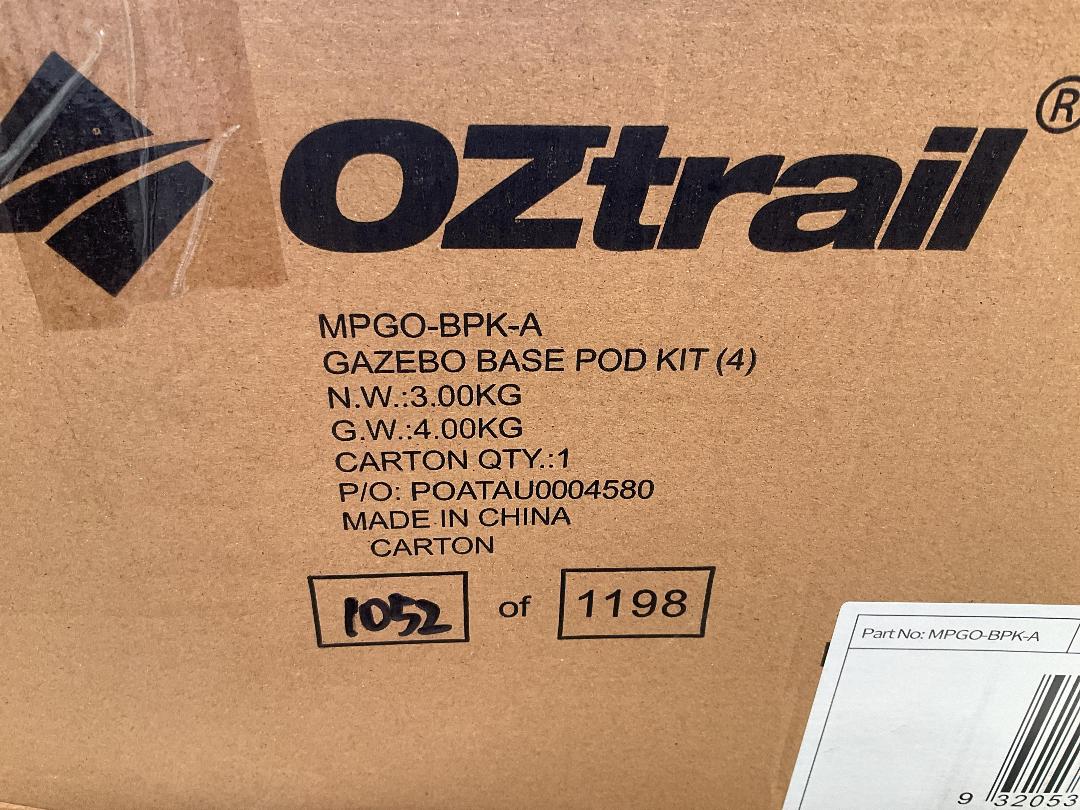 OZtrail®
MPGO-BPK-A
GAZEBO BASE POD KIT (4)
N.W.:3.00KG
G.W.:4.00KG
CARTON QTY.:1
P/O: POATAU0004580
MADE IN CHINA
CARTON
1052 of 1198
Part No: MPGO-BPK-A
9 32053